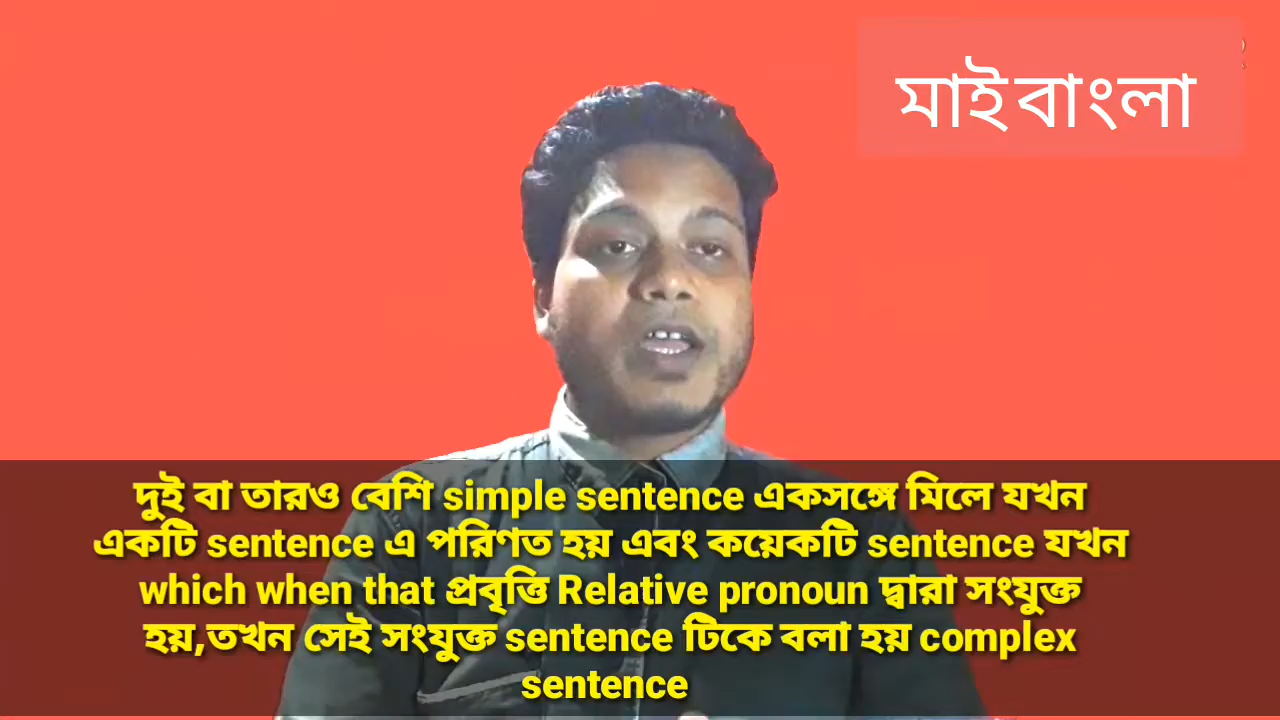 মাইবাংলা
দুই বা তারও বেশি simple sentence একসঙ্গে মিলে যখন
একটি sentence এ পরিণত হয় এবং কয়েকটি sentence যখন
which when that প্রবৃত্তি Relative pronoun দ্বারা সংযুক্ত
হয়,তখন সেই সংযুক্ত sentence টিকে বলা হয় complex
sentence